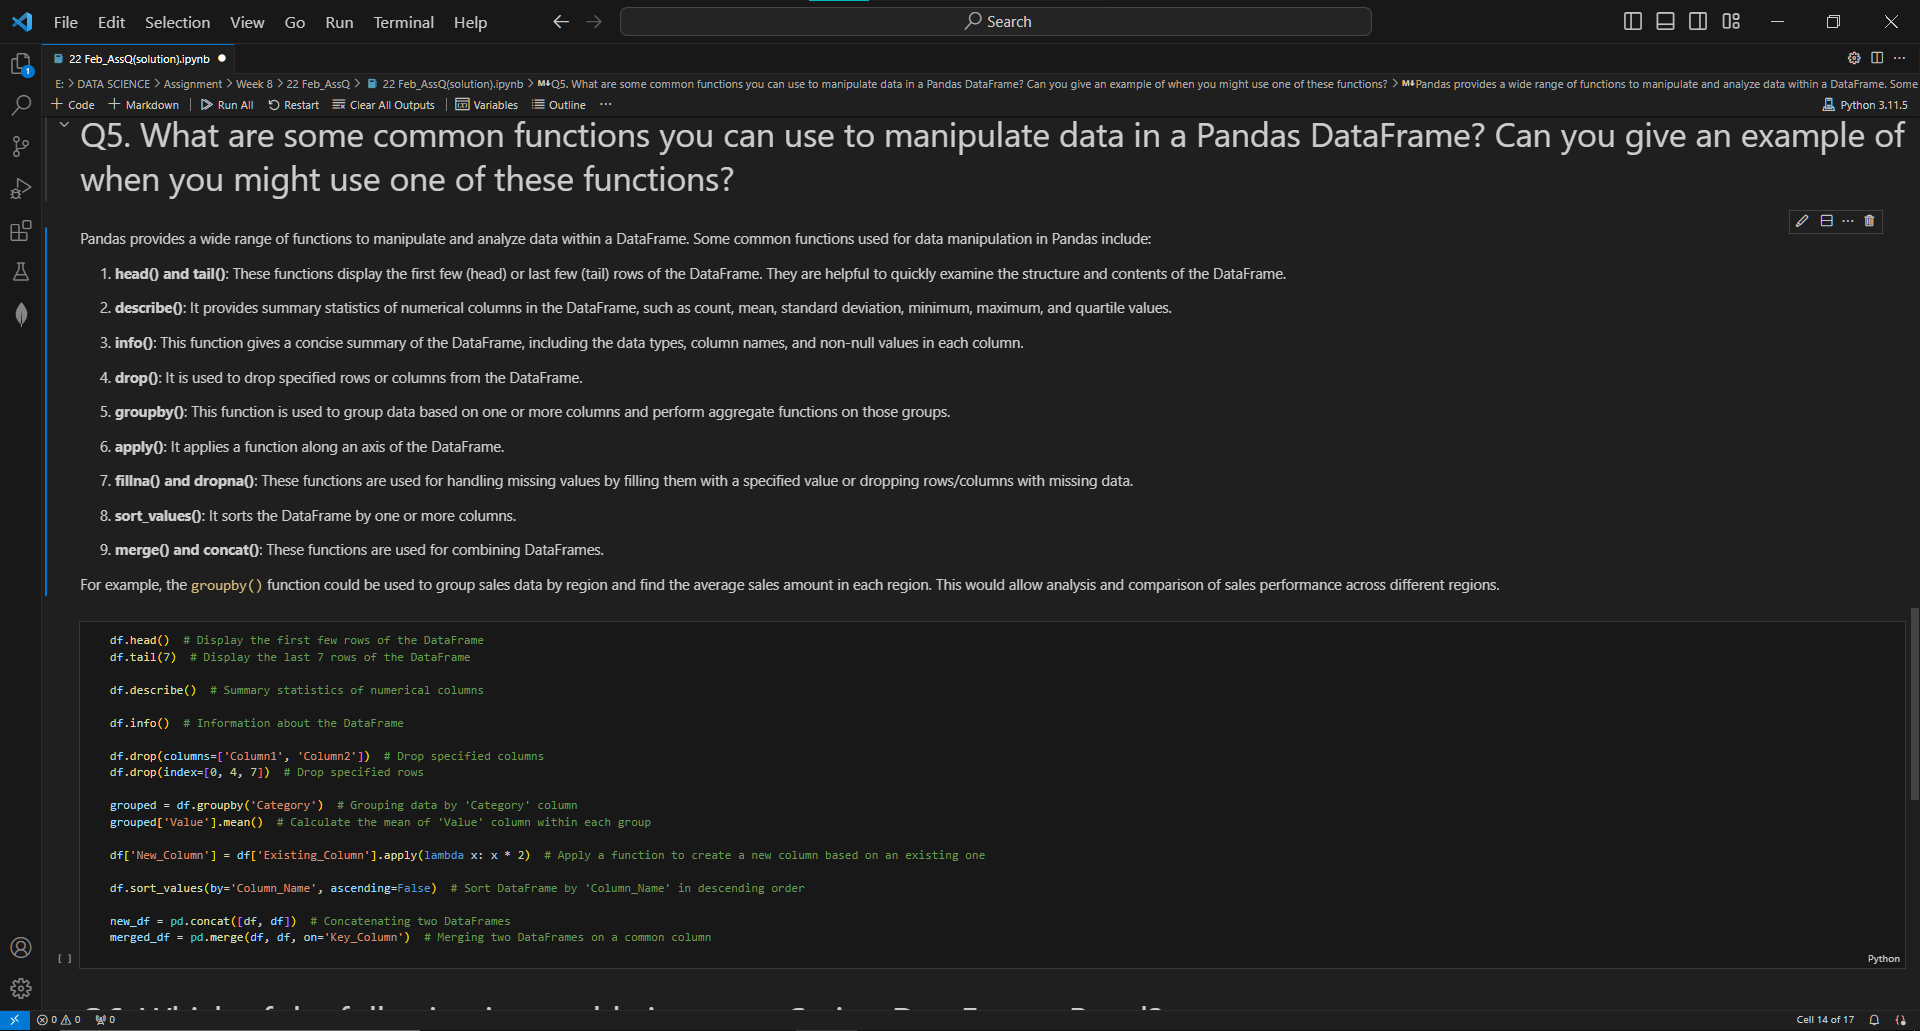 File Edit Selection View Go Run Terminal Help
Search
22 Feb_AssQ(solution).ipynb
E: > DATA SCIENCE > Assignment > Week 8 > 22 Feb_AssQ > 22 Feb_AssQ(solution).ipynb > M↓Q5. What are some common functions you can use to manipulate data in a Pandas DataFrame? Can you give an example of when you might use one of these functions? > M↓Pandas provides a wide range of functions to manipulate and analyze data within a DataFrame. Some
+ Code + Markdown | Run All Restart Clear All Outputs | Variables Outline ...
Python 3.11.5
Q5. What are some common functions you can use to manipulate data in a Pandas DataFrame? Can you give an example of
when you might use one of these functions?
Pandas provides a wide range of functions to manipulate and analyze data within a DataFrame. Some common functions used for data manipulation in Pandas include:
1. head() and tail(): These functions display the first few (head) or last few (tail) rows of the DataFrame. They are helpful to quickly examine the structure and contents of the DataFrame.
2. describe(): It provides summary statistics of numerical columns in the DataFrame, such as count, mean, standard deviation, minimum, maximum, and quartile values.
3. info(): This function gives a concise summary of the DataFrame, including the data types, column names, and non-null values in each column.
4. drop(): It is used to drop specified rows or columns from the DataFrame.
5. groupby(): This function is used to group data based on one or more columns and perform aggregate functions on those groups.
6. apply(): It applies a function along an axis of the DataFrame.
7. fillna() and dropna(): These functions are used for handling missing values by filling them with a specified value or dropping rows/columns with missing data.
8. sort_values(): It sorts the DataFrame by one or more columns.
9. merge() and concat(): These functions are used for combining DataFrames.
For example, the groupby() function could be used to group sales data by region and find the average sales amount in each region. This would allow analysis and comparison of sales performance across different regions.
df.head()  # Display the first few rows of the DataFrame
df.tail(7)  # Display the last 7 rows of the DataFrame
df.describe()  # Summary statistics of numerical columns
df.info()  # Information about the DataFrame
df.drop(columns=['Column1', 'Column2'])  # Drop specified columns
df.drop(index=[0, 4, 7])  # Drop specified rows
grouped = df.groupby('Category')  # Grouping data by 'Category' column
grouped['Value'].mean()  # Calculate the mean of 'Value' column within each group
df['New_Column'] = df['Existing_Column'].apply(lambda x: x * 2)  # Apply a function to create a new column based on an existing one
df.sort_values(by='Column_Name', ascending=False)  # Sort DataFrame by 'Column_Name' in descending order
new_df = pd.concat([df, df])  # Concatenating two DataFrames
merged_df = pd.merge(df, df, on='Key_Column')  # Merging two DataFrames on a common column
[ ]
Python
0 0 0
Cell 14 of 17